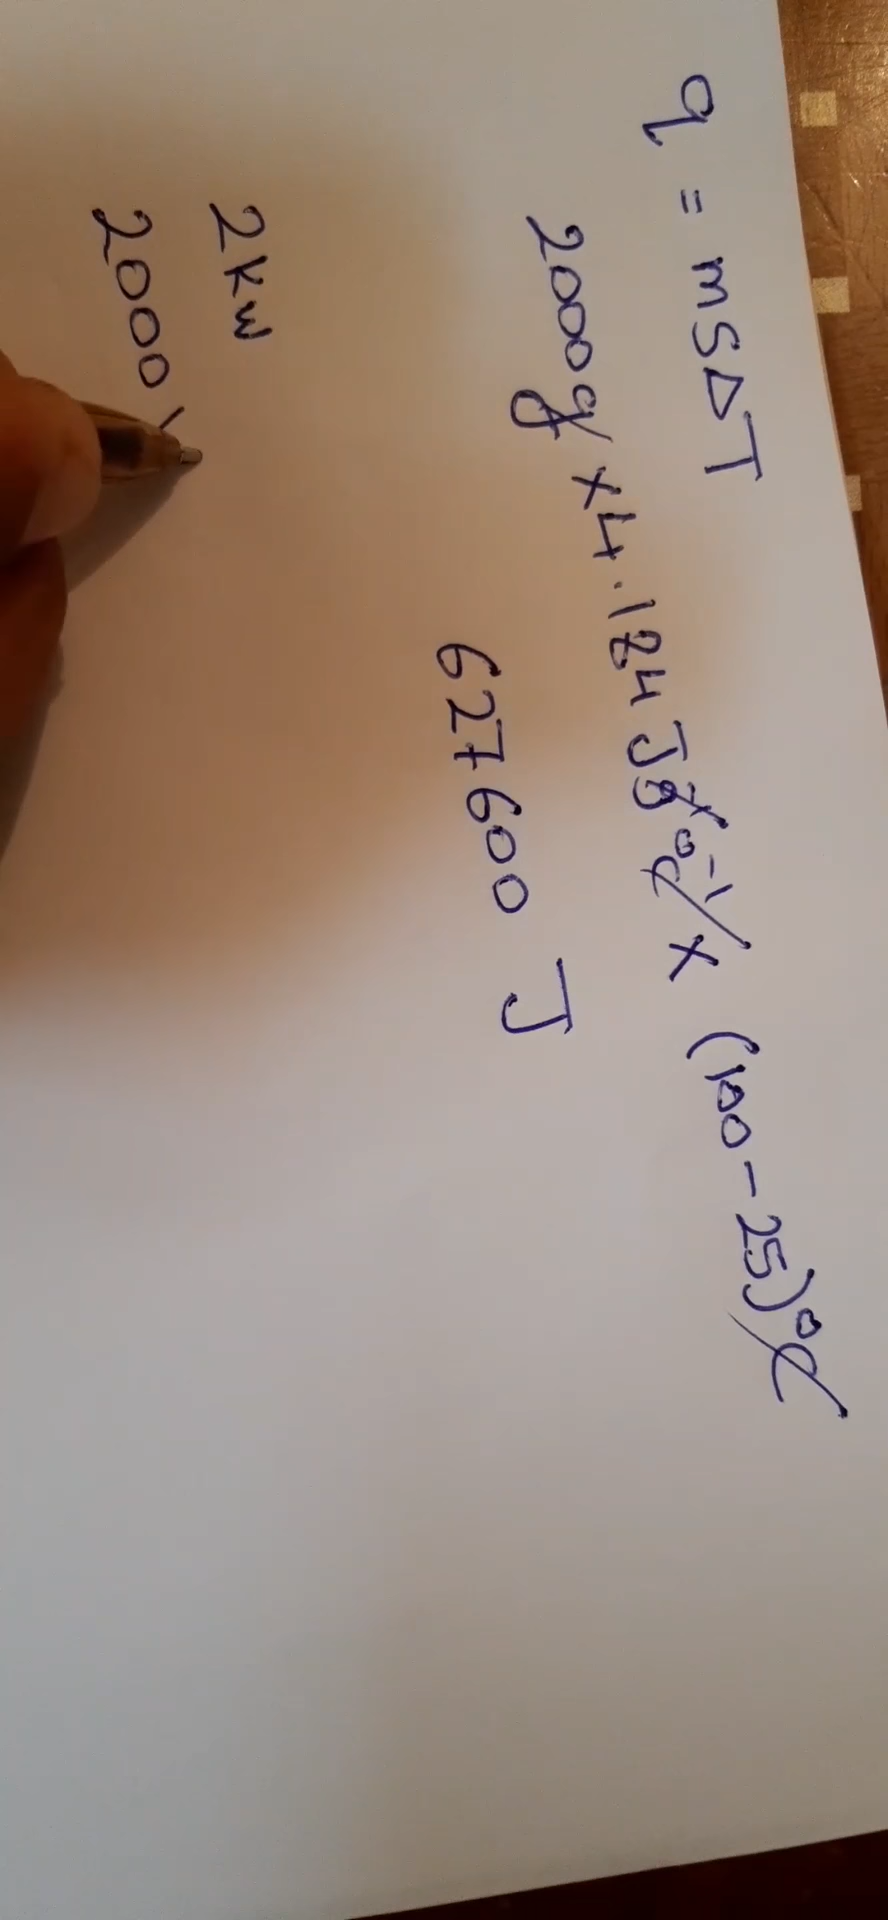 q = msΔT
2000g x 4.184 Jg⁻¹°C⁻¹ x (100-25)°C
627600 J
2kw
2000